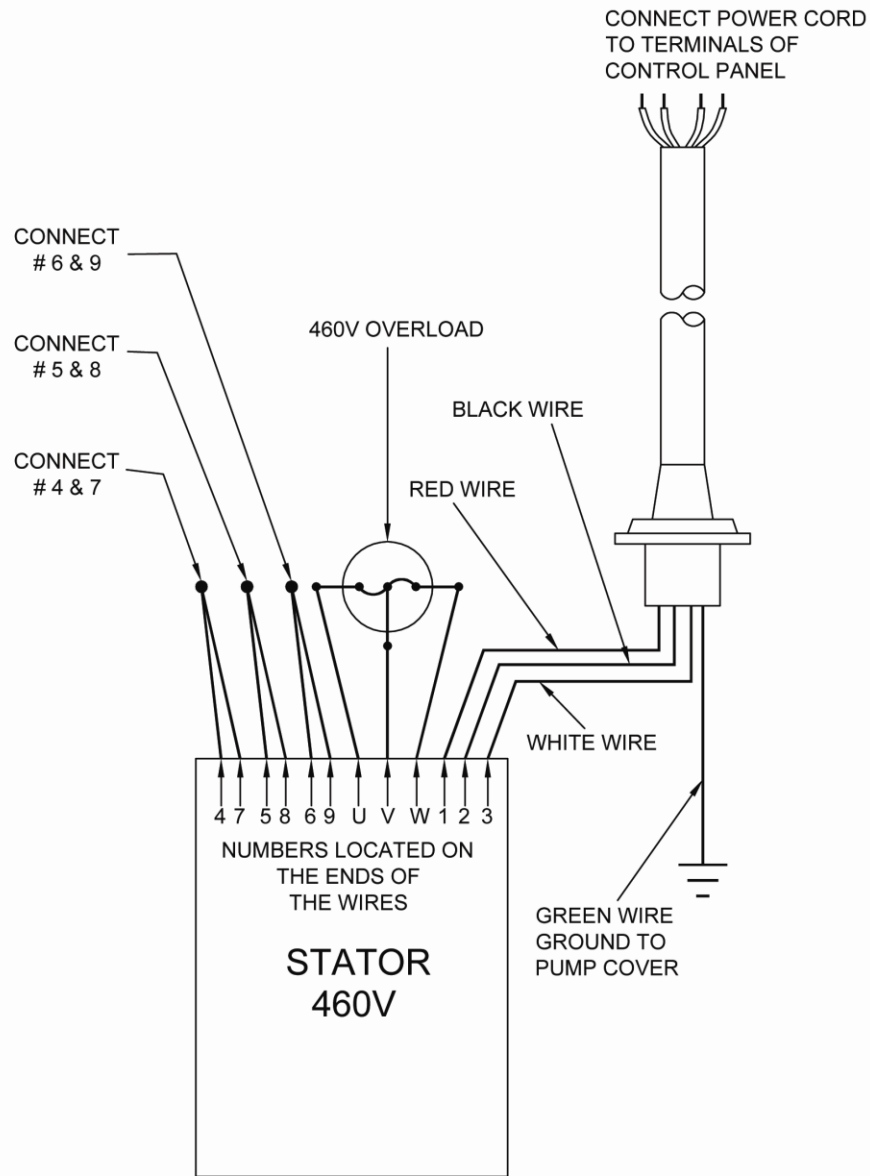 CONNECT POWER CORD
TO TERMINALS OF
CONTROL PANEL
CONNECT
# 6 & 9
460V OVERLOAD
CONNECT
# 5 & 8
BLACK WIRE
CONNECT
# 4 & 7
RED WIRE
WHITE WIRE
4 7 5 8 6 9 U V W 1 2 3
NUMBERS LOCATED ON
THE ENDS OF
THE WIRES
GREEN WIRE
GROUND TO
PUMP COVER
STATOR
460V